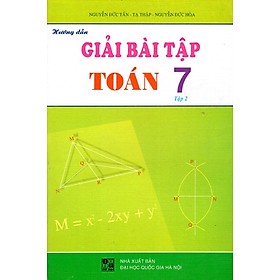 NGUYỄN ĐỨC TẤN - TẠ THẬP - NGUYỄN ĐỨC HÒA
Hướng dẫn
GIẢI BÀI TẬP
TOÁN 7
Tập 2
M = x² - 2xy + y²
NHÀ XUẤT BẢN
ĐẠI HỌC QUỐC GIA HÀ NỘI